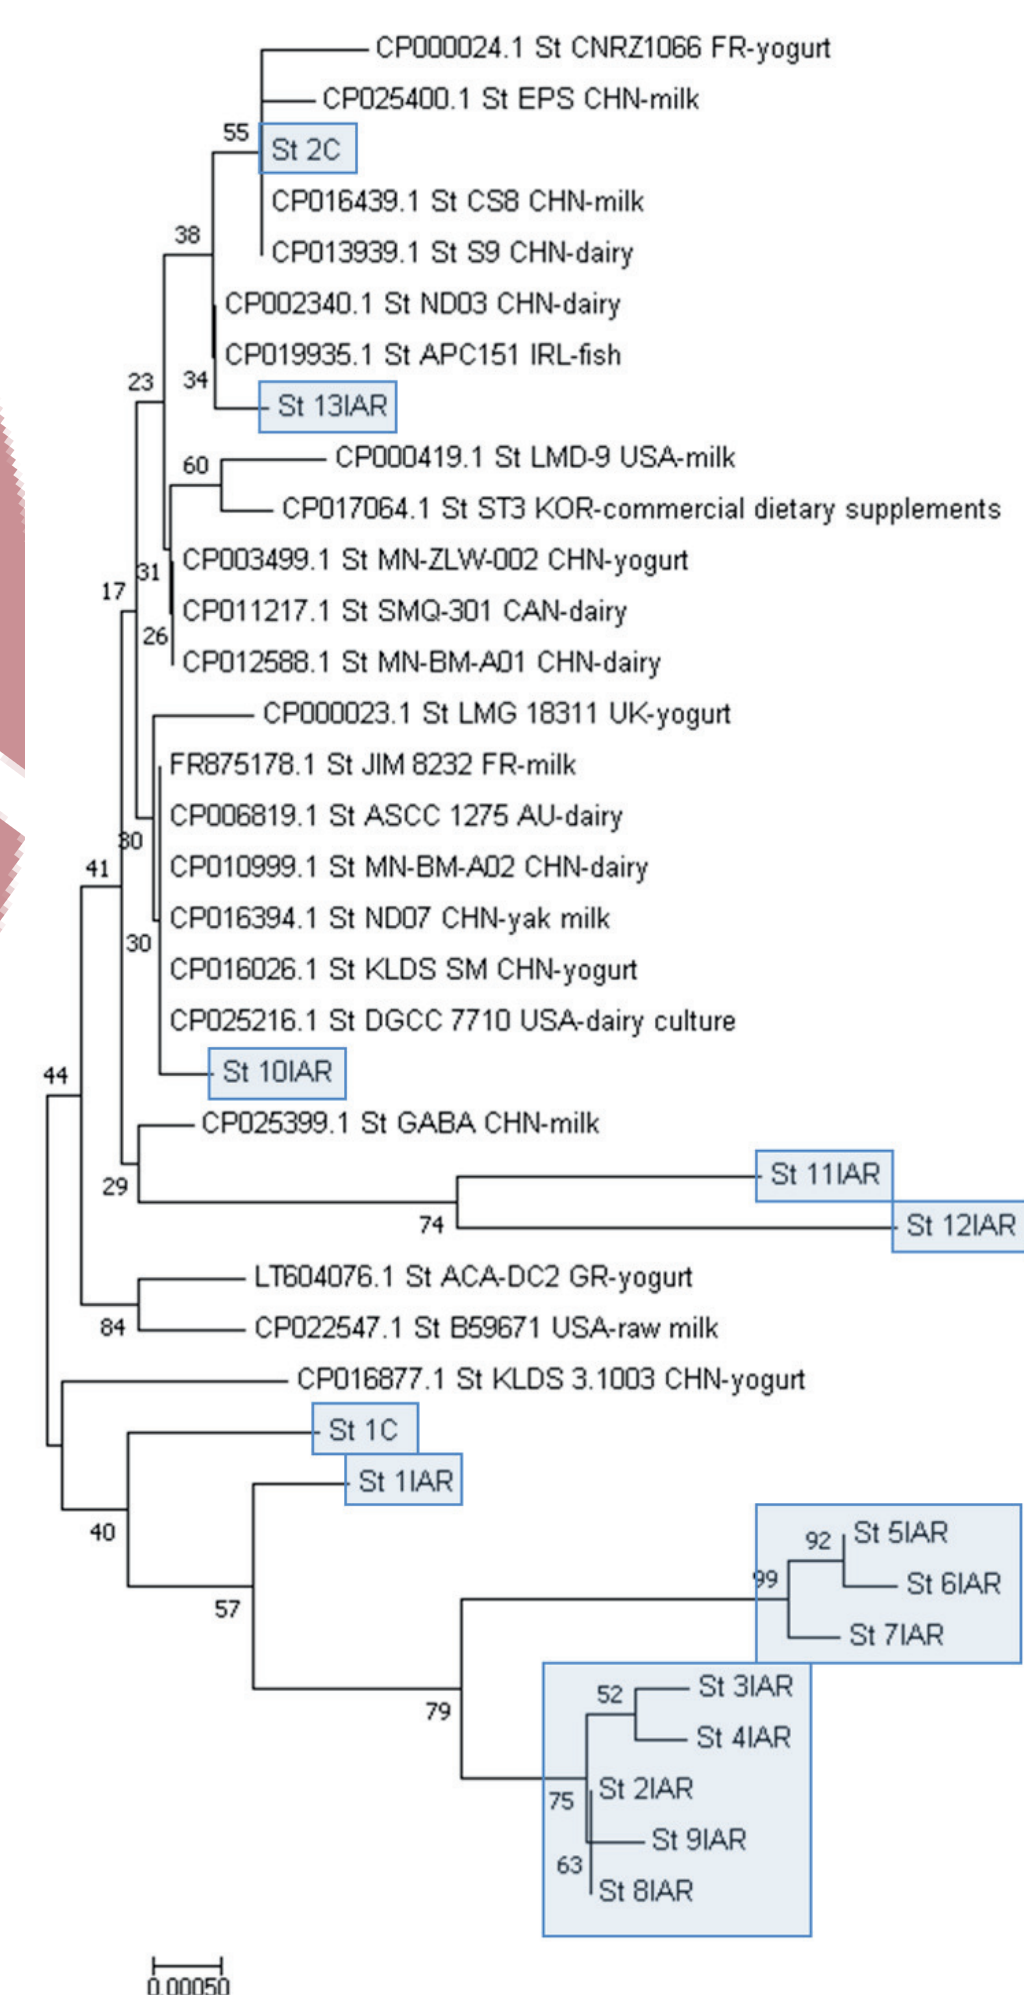 CP000024.1 St CNRZ1066 FR-yogurt
CP025400.1 St EPS CHN-milk
55
St 2C
CP016439.1 St CS8 CHN-milk
38
CP013939.1 St S9 CHN-dairy
CP002340.1 St ND03 CHN-dairy
CP019935.1 St APC151 IRL-fish
23
34
St 13IAR
CP000419.1 St LMD-9 USA-milk
60
CP017064.1 St ST3 KOR-commercial dietary supplements
CP003499.1 St MN-ZLW-002 CHN-yogurt
31
17
CP011217.1 St SMQ-301 CAN-dairy
26
CP012588.1 St MN-BM-A01 CHN-dairy
CP000023.1 St LMG 18311 UK-yogurt
FR875178.1 St JIM 8232 FR-milk
CP006819.1 St ASCC 1275 AU-dairy
30
41
CP010999.1 St MN-BM-A02 CHN-dairy
CP016394.1 St ND07 CHN-yak milk
30
CP016026.1 St KLDS SM CHN-yogurt
CP025216.1 St DGCC 7710 USA-dairy culture
44
St 10IAR
CP025399.1 St GABA CHN-milk
St 11IAR
29
74
St 12IAR
LT604076.1 St ACA-DC2 GR-yogurt
84
CP022547.1 St B59671 USA-raw milk
CP016877.1 St KLDS 3.1003 CHN-yogurt
St 1C
St 1IAR
40
92
St 5IAR
99
St 6IAR
57
St 7IAR
79
52
St 3IAR
St 4IAR
75
St 2IAR
St 9IAR
63
St 8IAR
0.00050